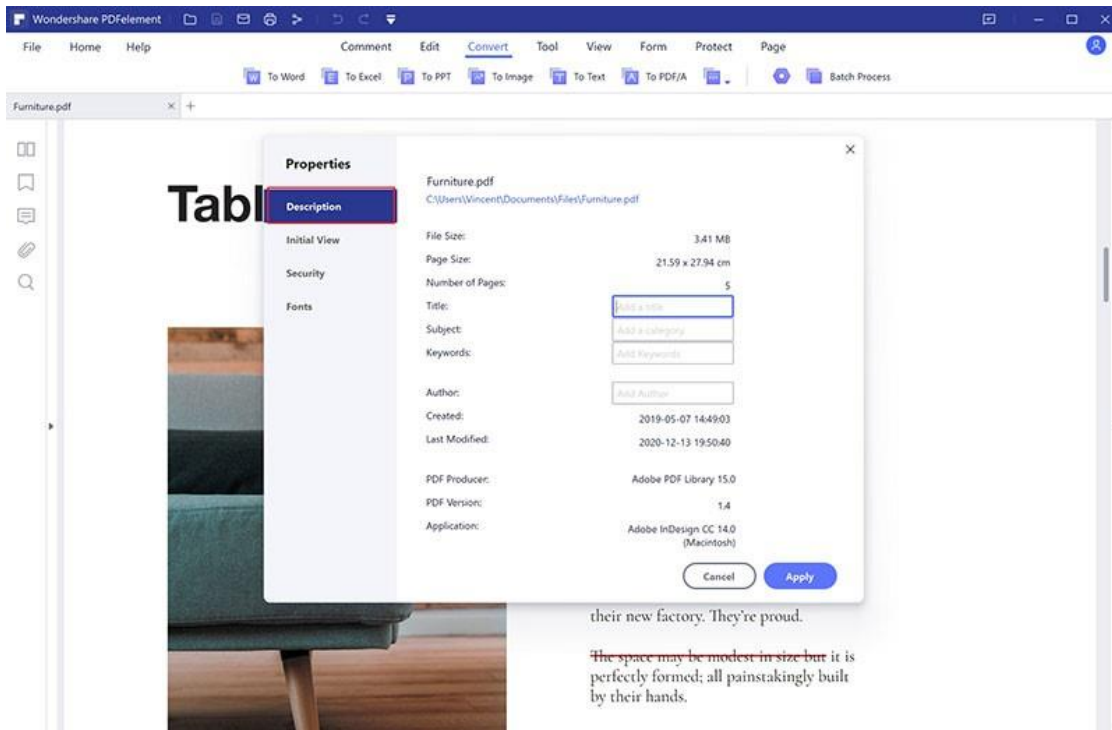 Wondershare PDFelement
File Home Help Comment Edit Convert Tool View Form Protect Page
To Word To Excel To PPT To Image To Text To PDF/A Batch Process
Furniture.pdf
Tabl
Properties
Description
Initial View
Security
Fonts
Furniture.pdf
C:\Users\Vincent\Documents\Files\Furniture.pdf
File Size: 3.41 MB
Page Size: 21.59 x 27.94 cm
Number of Pages: 5
Title: Add a title
Subject: Add a category
Keywords: Add Keywords
Author: Add Author
Created: 2019-05-07 14:49:03
Last Modified: 2020-12-13 19:50:40
PDF Producer: Adobe PDF Library 15.0
PDF Version: 1.4
Application: Adobe InDesign CC 14.0
(Macintosh)
Cancel Apply
their new factory. They're proud.
The space may be modest in size but it is
perfectly formed; all painstakingly built
by their hands.